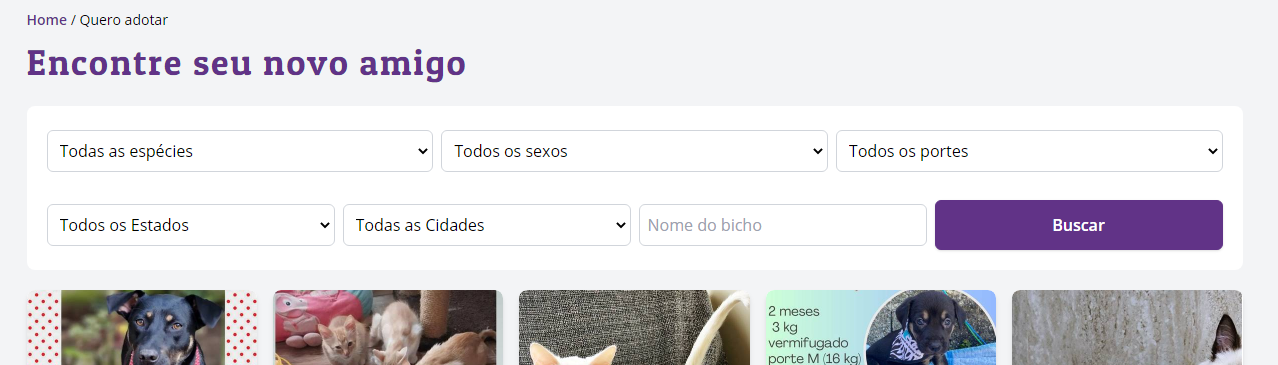 Home / Quero adotar
Encontre seu novo amigo
Todas as espécies
Todos os sexos
Todos os portes
Todos os Estados
Todas as Cidades
Nome do bicho
Buscar
2 meses
3 kg
vermifugado
porte M (16 kg)